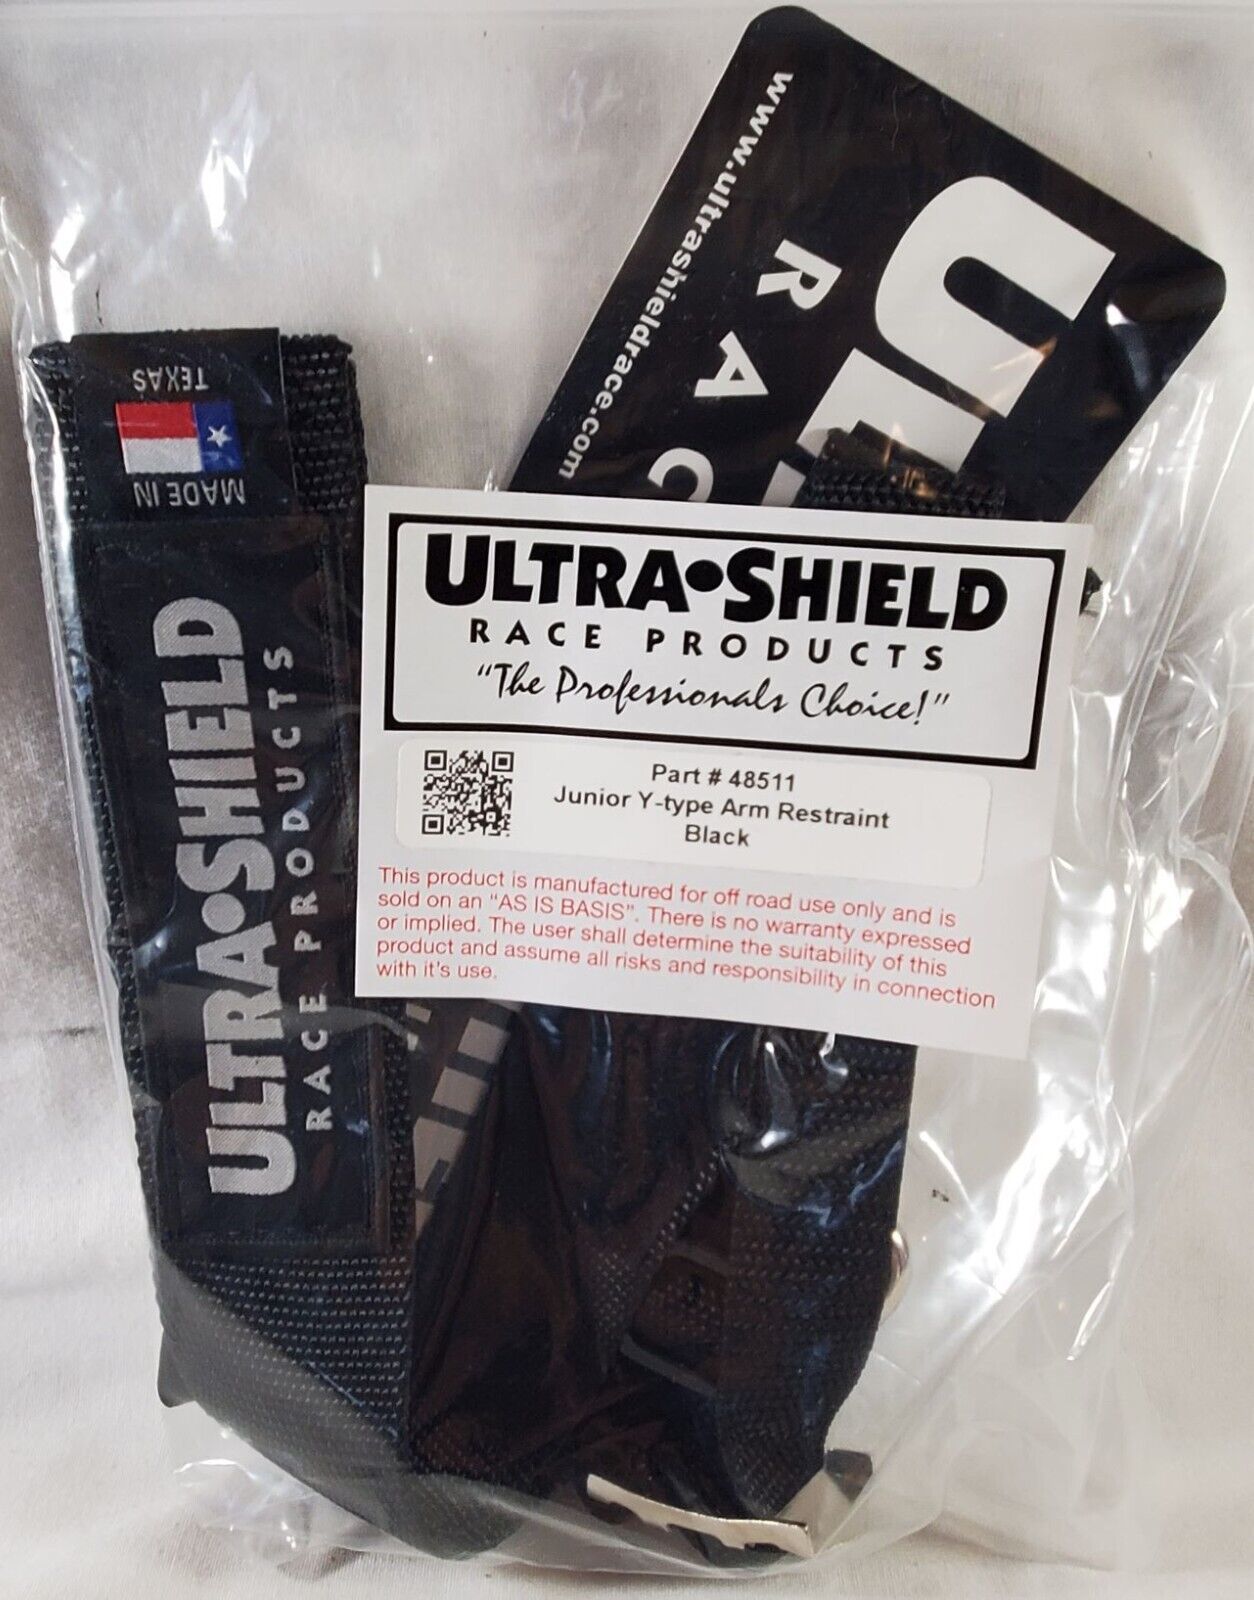 www.ultrashieldrace.com
UL
RAC
TEXAS
MADE IN
ULTRA•SHIELD
RACE PRODUCTS
ULTRA•SHIELD
RACE PRODUCTS
"The Professionals Choice!"
Part # 48511
Junior Y-type Arm Restraint
Black
This product is manufactured for off road use only and is
sold on an "AS IS BASIS". There is no warranty expressed
or implied. The user shall determine the suitability of this
product and assume all risks and responsibility in connection
with it's use.